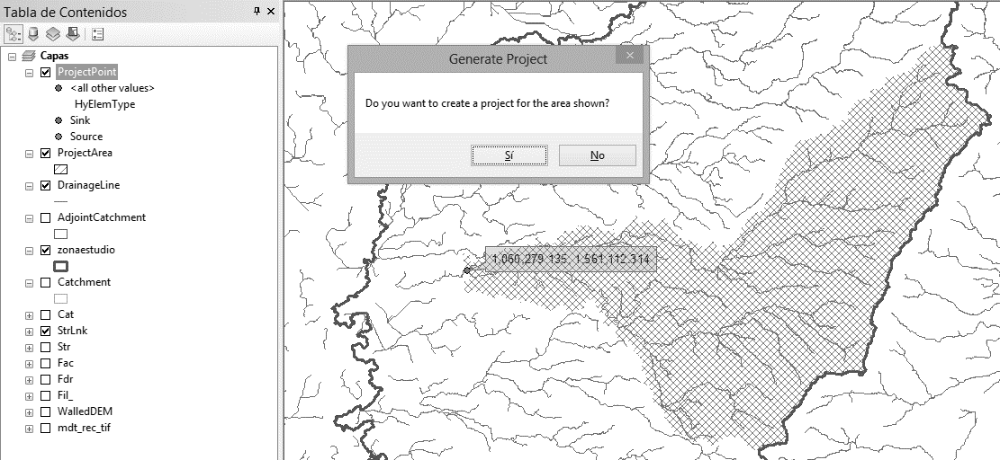 Tabla de Contenidos
Capas
ProjectPoint
<all other values>
HyElemType
Sink
Source
ProjectArea
DrainageLine
AdjointCatchment
zonaestudio
Catchment
Cat
StrLnk
Str
Fac
Fdr
Fil_
WalledDEM
mdt_rec_tif
Generate Project
Do you want to create a project for the area shown?
Sí
No
1,060,279.135, 1,561,112.314